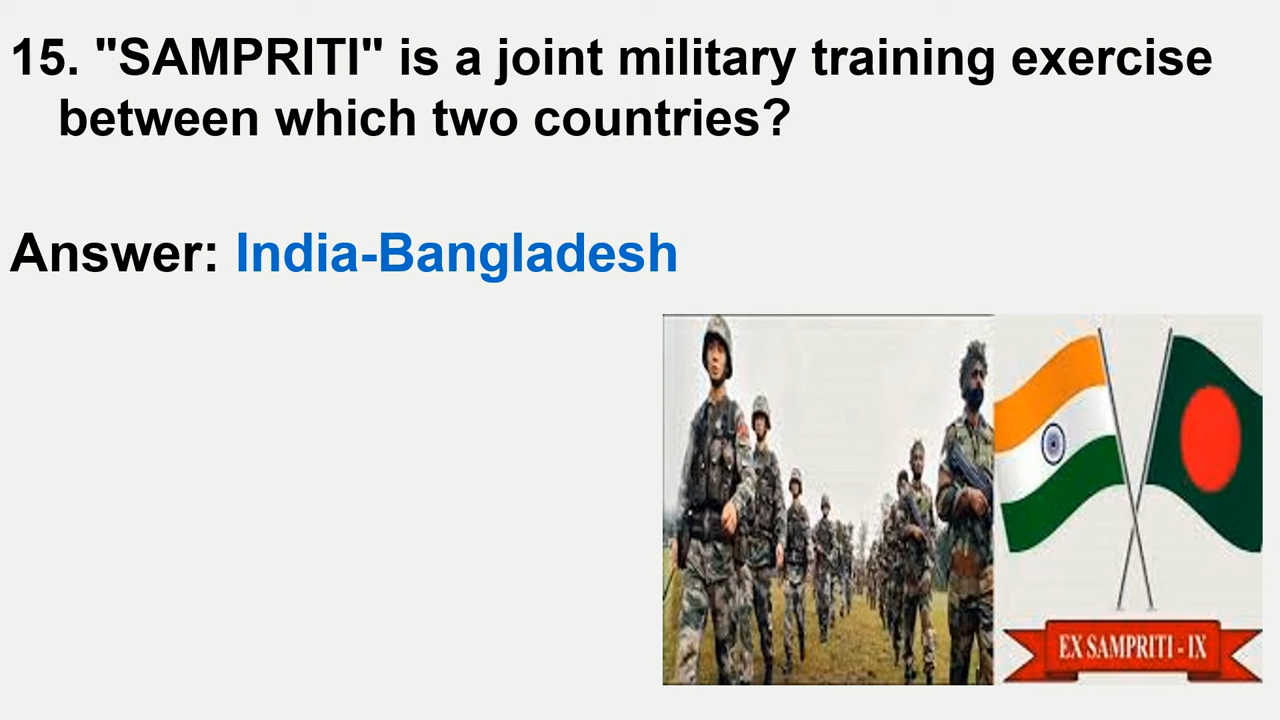 15. "SAMPRITI" is a joint military training exercise
between which two countries?
Answer: India-Bangladesh
EX SAMPRITI - IX